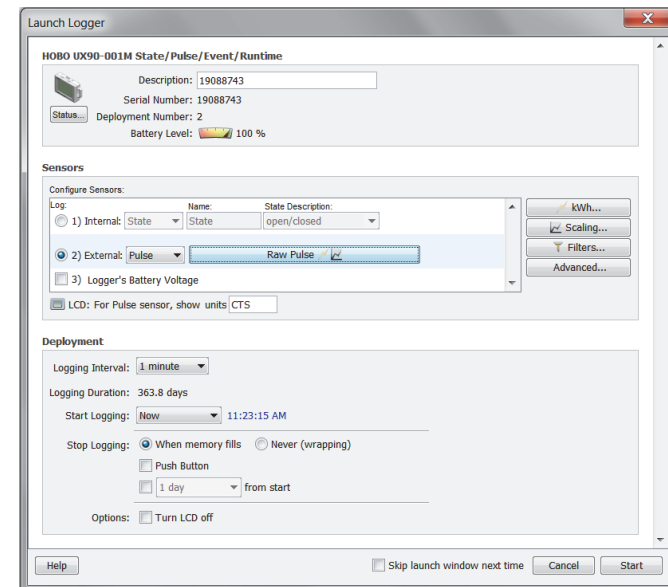 Launch Logger
HOBO UX90-001M State/Pulse/Event/Runtime
Description: 19088743
Serial Number: 19088743
Status... Deployment Number: 2
Battery Level: 100 %
Sensors
Configure Sensors:
Log: Name: State Description:
1) Internal: State State open/closed
2) External: Pulse Raw Pulse
3) Logger's Battery Voltage
kWh...
Scaling...
Filters...
Advanced...
LCD: For Pulse sensor, show units CTS
Deployment
Logging Interval: 1 minute
Logging Duration: 363.8 days
Start Logging: Now 11:23:15 AM
Stop Logging: When memory fills Never (wrapping)
Push Button
1 day from start
Options: Turn LCD off
Help Skip launch window next time Cancel Start